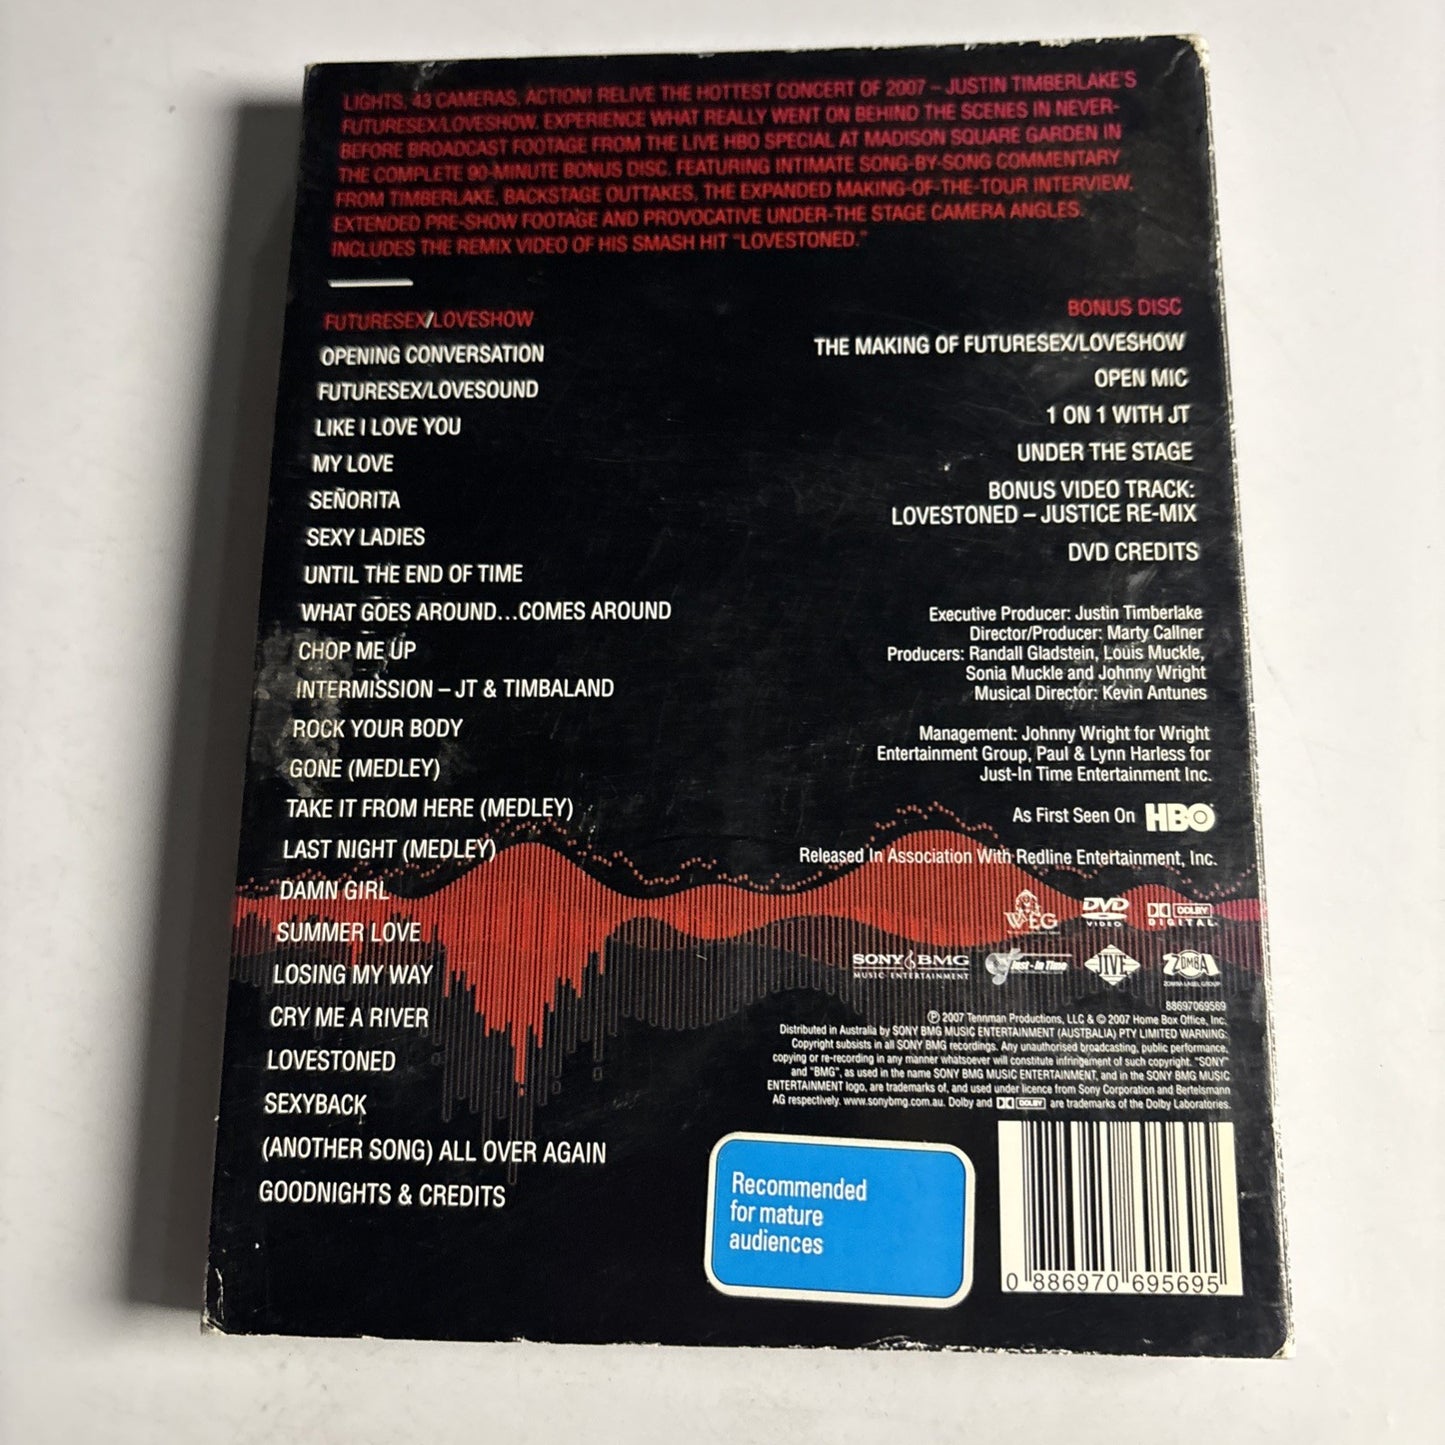 LIGHTS, 43 CAMERAS, ACTION! RELIVE THE HOTTEST CONCERT OF 2007 – JUSTIN TIMBERLAKE'S
FUTURESEX/LOVESHOW. EXPERIENCE WHAT REALLY WENT ON BEHIND THE SCENES IN NEVER-
BEFORE BROADCAST FOOTAGE FROM THE LIVE HBO SPECIAL AT MADISON SQUARE GARDEN IN
THE COMPLETE 90-MINUTE BONUS DISC. FEATURING INTIMATE SONG-BY-SONG COMMENTARY
FROM TIMBERLAKE, BACKSTAGE OUTTAKES, THE EXPANDED MAKING-OF-THE-TOUR INTERVIEW,
EXTENDED PRE-SHOW FOOTAGE AND PROVOCATIVE UNDER-THE STAGE CAMERA ANGLES.
INCLUDES THE REMIX VIDEO OF HIS SMASH HIT "LOVESTONED."
FUTURESEX/LOVESHOW
OPENING CONVERSATION
FUTURESEX/LOVESOUND
LIKE I LOVE YOU
MY LOVE
SEÑORITA
SEXY LADIES
UNTIL THE END OF TIME
WHAT GOES AROUND...COMES AROUND
CHOP ME UP
INTERMISSION – JT & TIMBALAND
ROCK YOUR BODY
GONE (MEDLEY)
TAKE IT FROM HERE (MEDLEY)
LAST NIGHT (MEDLEY)
DAMN GIRL
SUMMER LOVE
LOSING MY WAY
CRY ME A RIVER
LOVESTONED
SEXYBACK
(ANOTHER SONG) ALL OVER AGAIN
GOODNIGHTS & CREDITS
BONUS DISC
THE MAKING OF FUTURESEX/LOVESHOW
OPEN MIC
1 ON 1 WITH JT
UNDER THE STAGE
BONUS VIDEO TRACK:
LOVESTONED – JUSTICE RE-MIX
DVD CREDITS
Executive Producer: Justin Timberlake
Director/Producer: Marty Callner
Producers: Randall Gladstein, Louis Muckle,
Sonia Muckle and Johnny Wright
Musical Director: Kevin Antunes
Management: Johnny Wright for Wright
Entertainment Group, Paul & Lynn Harless for
Just-In Time Entertainment Inc.
As First Seen On HBO
Released In Association With Redline Entertainment, Inc.
WEG DVD VIDEO DOLBY DIGITAL
SONY BMG MUSIC ENTERTAINMENT Just-In Time JIVE ZOMBA ZOMBA LABEL GROUP
88697069569
℗ 2007 Tennman Productions, LLC & © 2007 Home Box Office, Inc.
Distributed in Australia by SONY BMG MUSIC ENTERTAINMENT (AUSTRALIA) PTY LIMITED WARNING:
Copyright subsists in all SONY BMG recordings. Any unauthorised broadcasting, public performance,
copying or re-recording in any manner whatsoever will constitute infringement of such copyright. "SONY"
and "BMG", as used in the name SONY BMG MUSIC ENTERTAINMENT, and in the SONY BMG MUSIC
ENTERTAINMENT logo, are trademarks of, and used under licence from Sony Corporation and Bertelsmann
AG respectively. www.sonybmg.com.au. Dolby and DOLBY are trademarks of the Dolby Laboratories.
Recommended
for mature
audiences
0 886970 695695